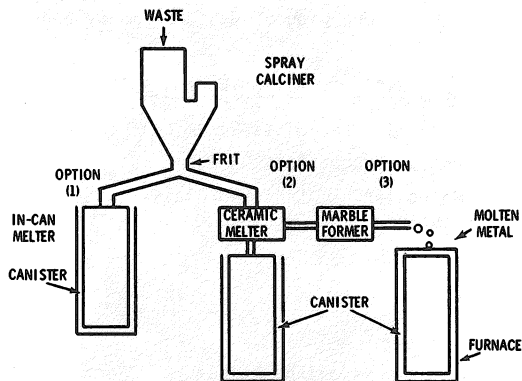 WASTE
SPRAY
CALCINER
FRIT
OPTION
(1)
OPTION
(2)
OPTION
(3)
IN-CAN
MELTER
CERAMIC
MELTER
MARBLE
FORMER
MOLTEN
METAL
CANISTER
CANISTER
FURNACE